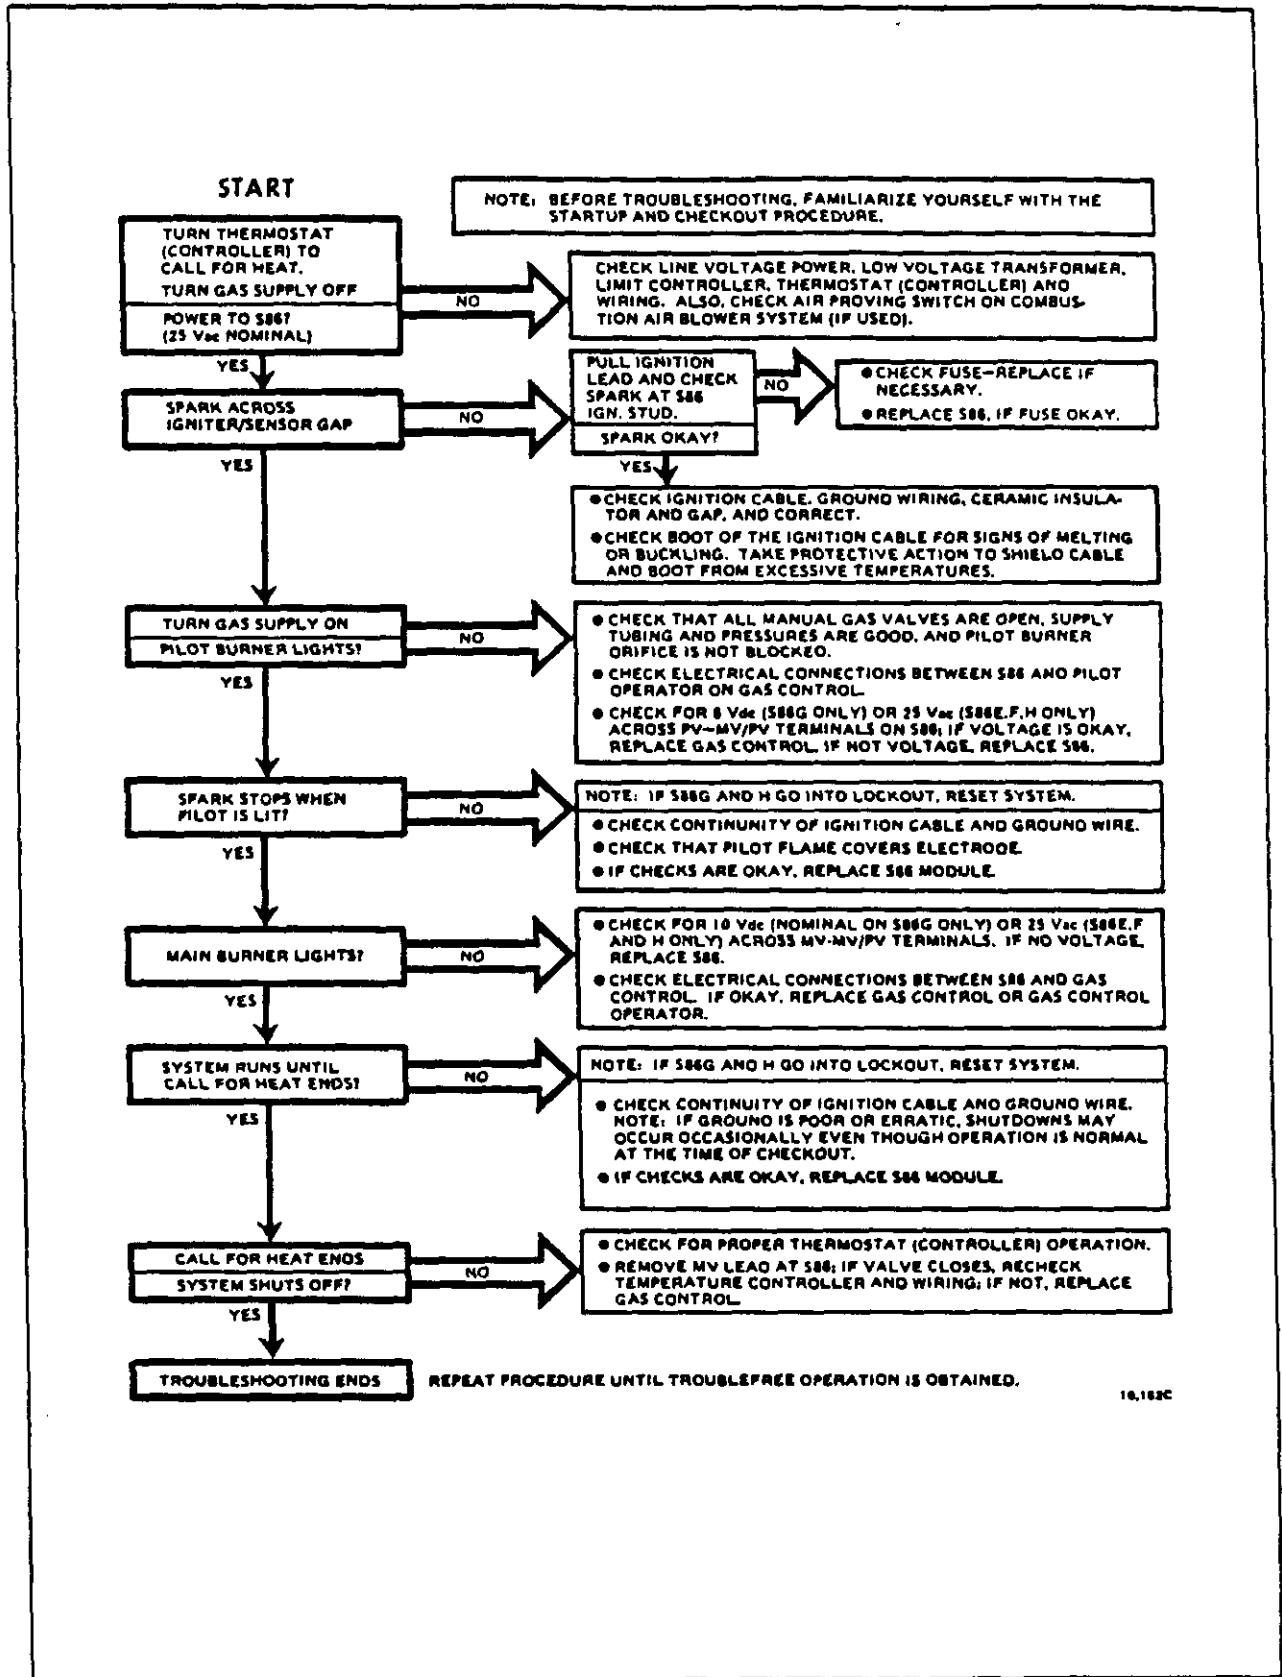 START
NOTE: BEFORE TROUBLESHOOTING, FAMILIARIZE YOURSELF WITH THE
STARTUP AND CHECKOUT PROCEDURE.
TURN THERMOSTAT
(CONTROLLER) TO
CALL FOR HEAT.
TURN GAS SUPPLY OFF
POWER TO S86?
(25 Vac NOMINAL)
NO
CHECK LINE VOLTAGE POWER, LOW VOLTAGE TRANSFORMER,
LIMIT CONTROLLER, THERMOSTAT (CONTROLLER) AND
WIRING. ALSO, CHECK AIR PROVING SWITCH ON COMBUS-
TION AIR BLOWER SYSTEM (IF USED).
YES
SPARK ACROSS
IGNITER/SENSOR GAP
NO
PULL IGNITION
LEAD AND CHECK
SPARK AT S86
IGN. STUD.
SPARK OKAY?
NO
● CHECK FUSE—REPLACE IF
NECESSARY.
● REPLACE S86, IF FUSE OKAY.
YES
● CHECK IGNITION CABLE, GROUND WIRING, CERAMIC INSULA-
TOR AND GAP, AND CORRECT.
● CHECK BOOT OF THE IGNITION CABLE FOR SIGNS OF MELTING
OR BUCKLING. TAKE PROTECTIVE ACTION TO SHIELD CABLE
AND BOOT FROM EXCESSIVE TEMPERATURES.
YES
TURN GAS SUPPLY ON
PILOT BURNER LIGHTS?
NO
● CHECK THAT ALL MANUAL GAS VALVES ARE OPEN, SUPPLY
TUBING AND PRESSURES ARE GOOD, AND PILOT BURNER
ORIFICE IS NOT BLOCKED.
● CHECK ELECTRICAL CONNECTIONS BETWEEN S86 AND PILOT
OPERATOR ON GAS CONTROL.
● CHECK FOR 6 Vdc (S86G ONLY) OR 25 Vac (S86E,F,H ONLY)
ACROSS PV–MV/PV TERMINALS ON S86; IF VOLTAGE IS OKAY,
REPLACE GAS CONTROL. IF NOT VOLTAGE, REPLACE S86.
YES
SPARK STOPS WHEN
PILOT IS LIT?
NO
NOTE: IF S86G AND H GO INTO LOCKOUT, RESET SYSTEM.
● CHECK CONTINUNITY OF IGNITION CABLE AND GROUND WIRE.
● CHECK THAT PILOT FLAME COVERS ELECTRODE.
● IF CHECKS ARE OKAY, REPLACE S86 MODULE.
YES
MAIN BURNER LIGHTS?
NO
● CHECK FOR 10 Vdc (NOMINAL ON S86G ONLY) OR 25 Vac (S86E,F
AND H ONLY) ACROSS MV-MV/PV TERMINALS. IF NO VOLTAGE,
REPLACE S86.
● CHECK ELECTRICAL CONNECTIONS BETWEEN S86 AND GAS
CONTROL. IF OKAY, REPLACE GAS CONTROL OR GAS CONTROL
OPERATOR.
YES
SYSTEM RUNS UNTIL
CALL FOR HEAT ENDS?
NO
NOTE: IF S86G AND H GO INTO LOCKOUT, RESET SYSTEM.
● CHECK CONTINUITY OF IGNITION CABLE AND GROUND WIRE.
NOTE: IF GROUND IS POOR OR ERRATIC, SHUTDOWNS MAY
OCCUR OCCASIONALLY EVEN THOUGH OPERATION IS NORMAL
AT THE TIME OF CHECKOUT.
● IF CHECKS ARE OKAY, REPLACE S86 MODULE.
YES
CALL FOR HEAT ENDS
SYSTEM SHUTS OFF?
NO
● CHECK FOR PROPER THERMOSTAT (CONTROLLER) OPERATION.
● REMOVE MV LEAD AT S86; IF VALVE CLOSES, RECHECK
TEMPERATURE CONTROLLER AND WIRING; IF NOT, REPLACE
GAS CONTROL.
YES
TROUBLESHOOTING ENDS
REPEAT PROCEDURE UNTIL TROUBLEFREE OPERATION IS OBTAINED.